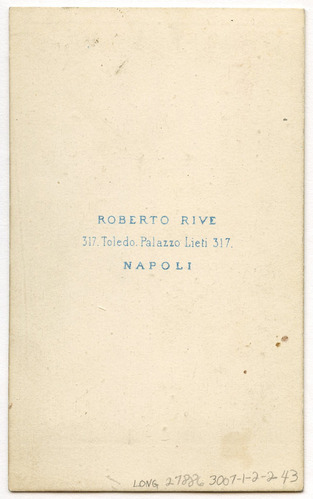 ROBERTO RIVE
317. Toledo. Palazzo Lieti 317.
NAPOLI
LONG 27886 3007-1-2-2-43